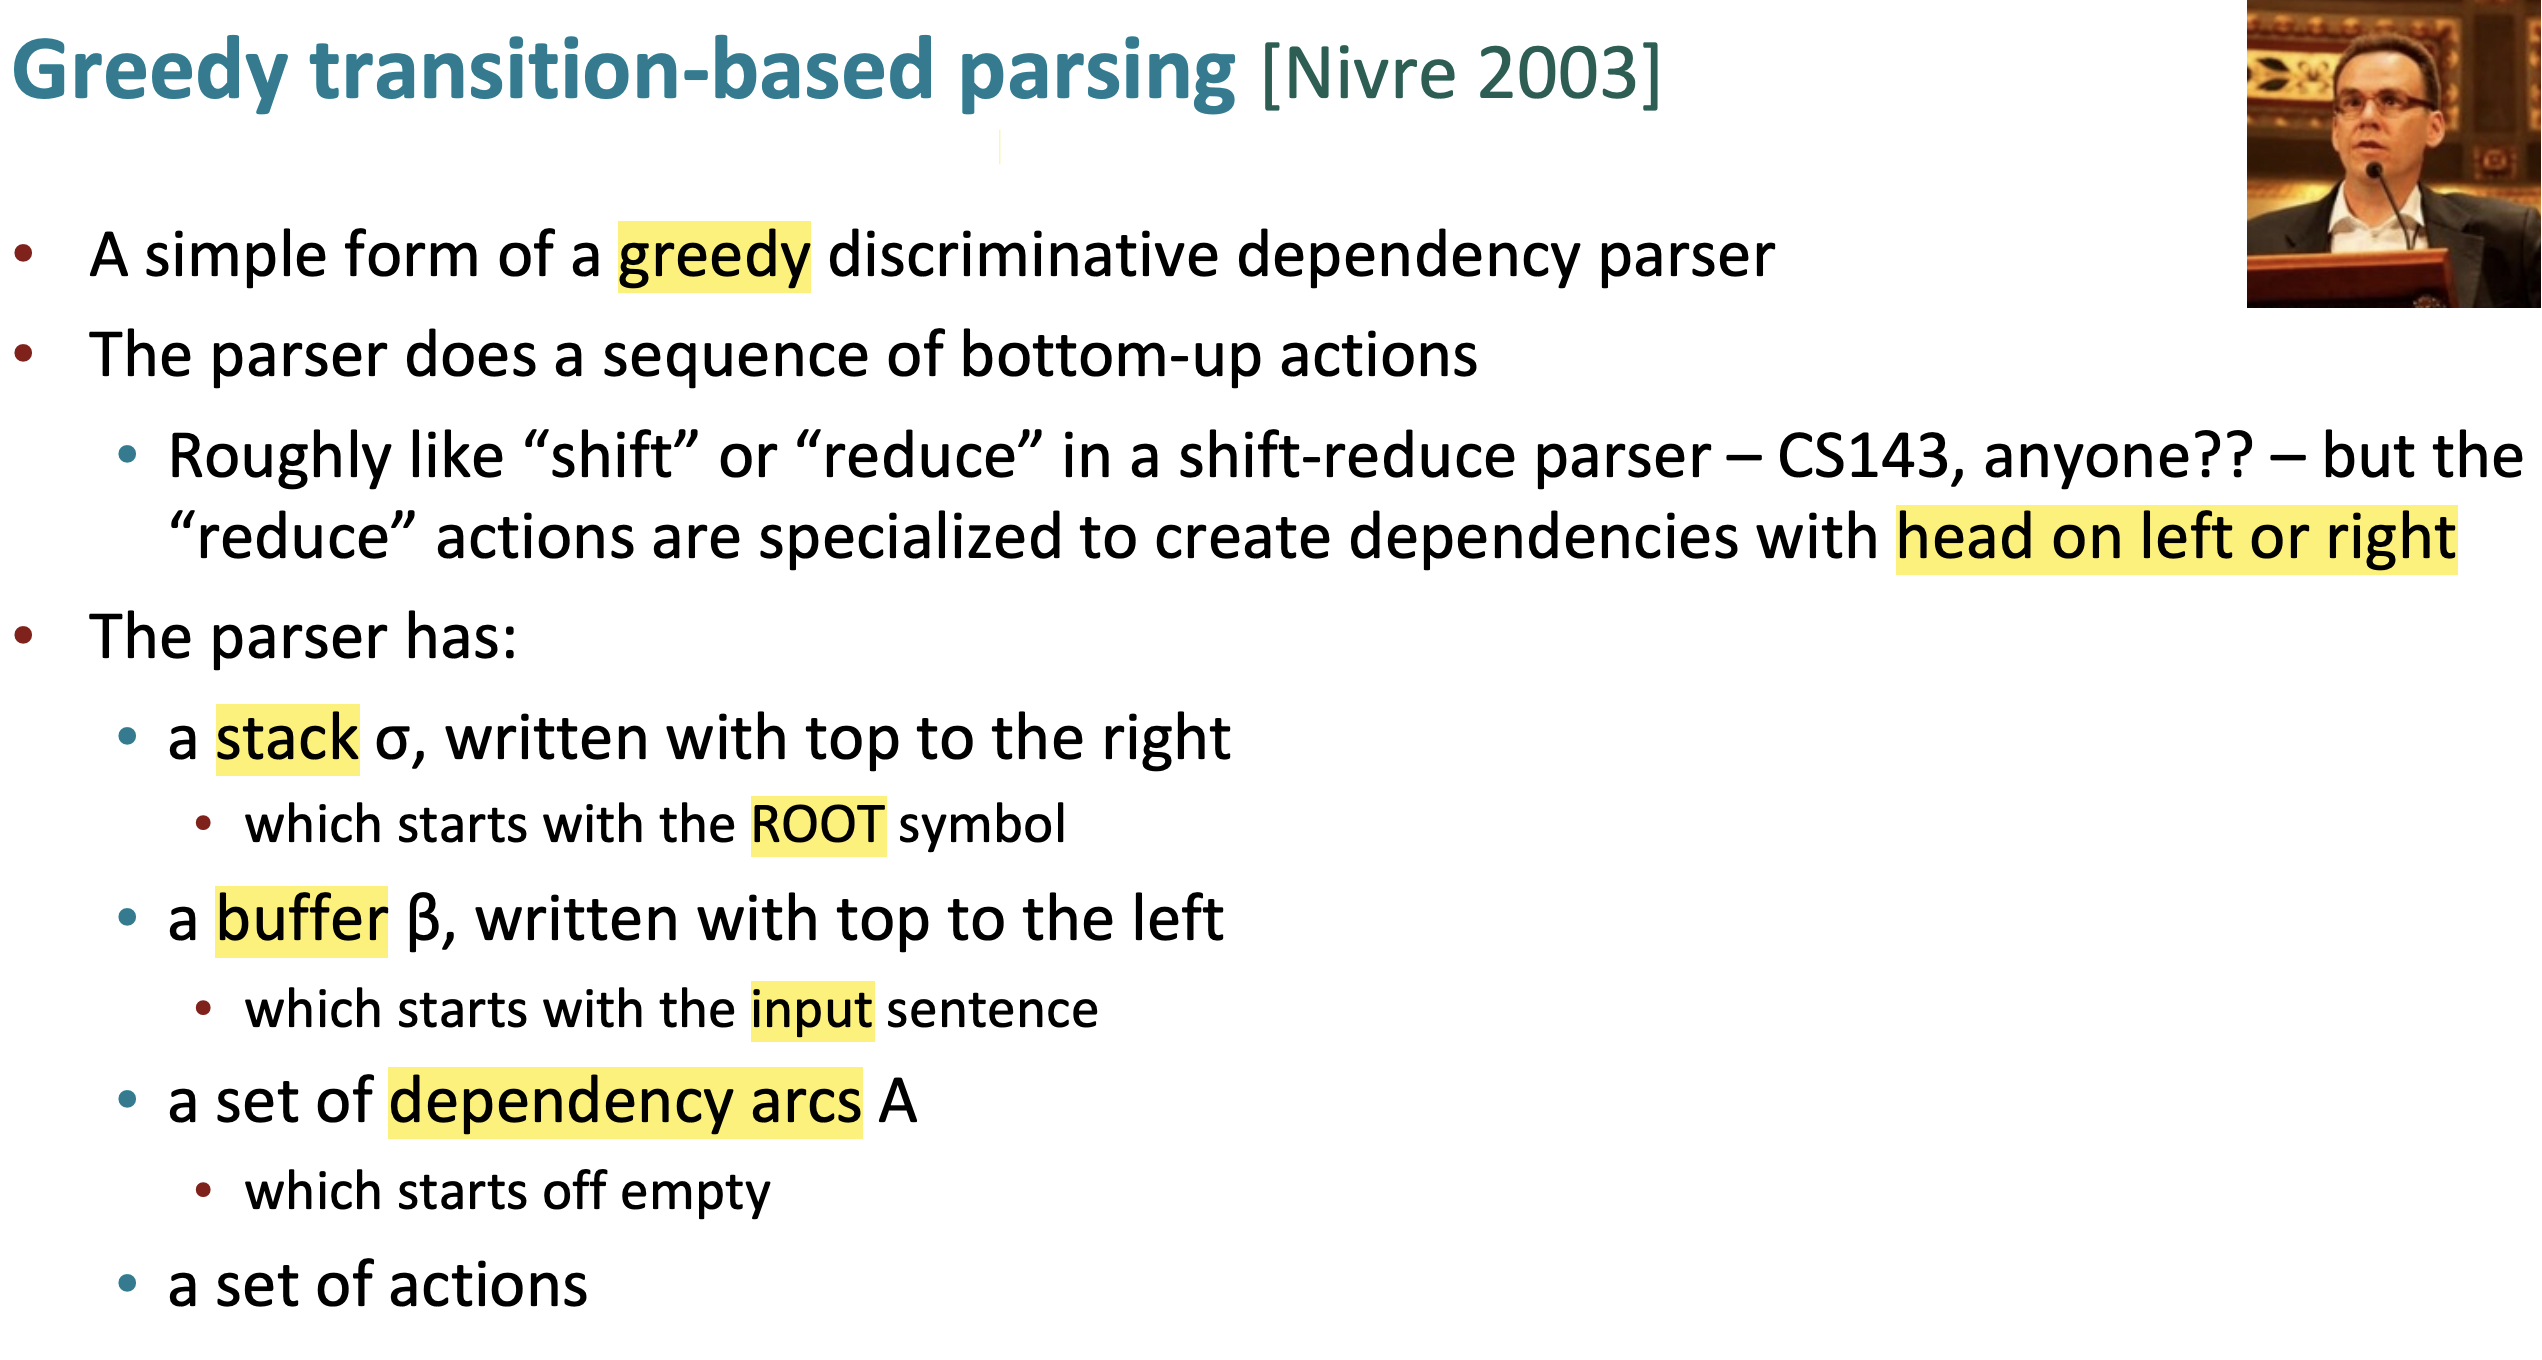 Greedy transition-based parsing [Nivre 2003]
• A simple form of a greedy discriminative dependency parser
• The parser does a sequence of bottom-up actions
• Roughly like “shift” or “reduce” in a shift-reduce parser – CS143, anyone?? – but the
“reduce” actions are specialized to create dependencies with head on left or right
• The parser has:
• a stack σ, written with top to the right
• which starts with the ROOT symbol
• a buffer β, written with top to the left
• which starts with the input sentence
• a set of dependency arcs A
• which starts off empty
• a set of actions